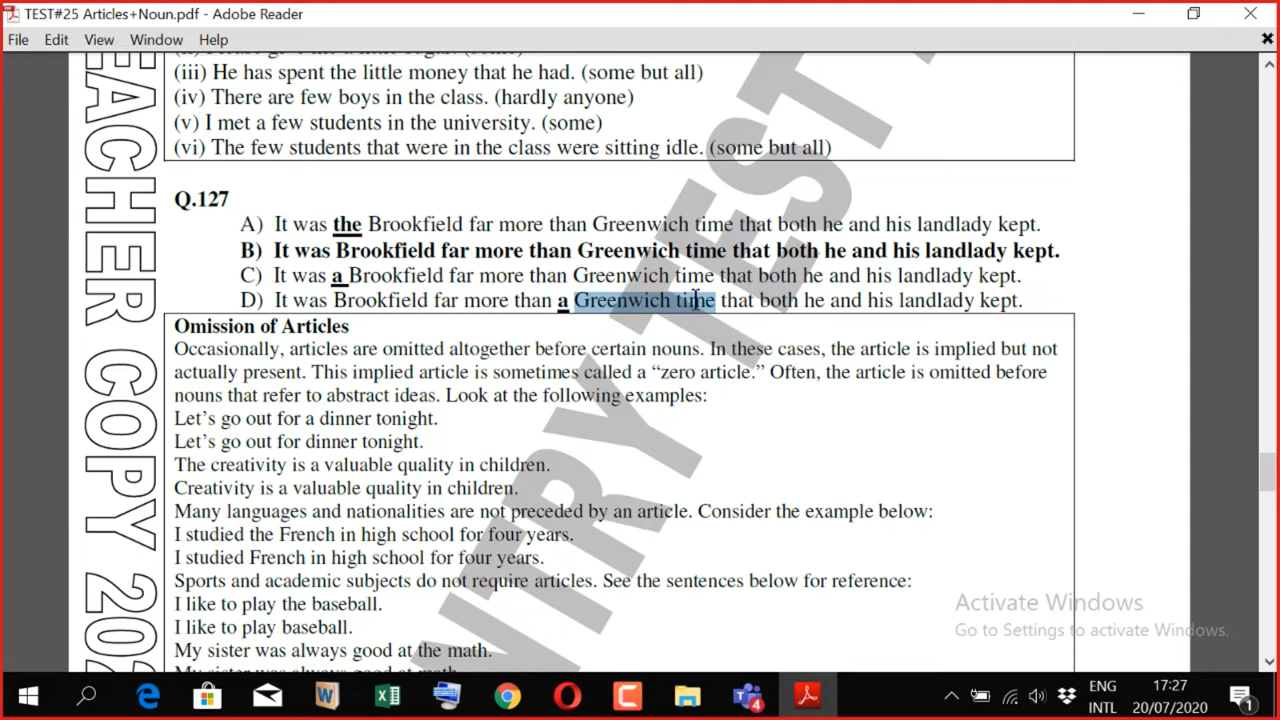 TEST#25 Articles+Noun.pdf - Adobe Reader
File Edit View Window Help
(iii) He has spent the little money that he had. (some but all)
(iv) There are few boys in the class. (hardly anyone)
(v) I met a few students in the university. (some)
(vi) The few students that were in the class were sitting idle. (some but all)
Q.127
A) It was the Brookfield far more than Greenwich time that both he and his landlady kept.
B) It was Brookfield far more than Greenwich time that both he and his landlady kept.
C) It was a Brookfield far more than Greenwich time that both he and his landlady kept.
D) It was Brookfield far more than a Greenwich time that both he and his landlady kept.
Omission of Articles
Occasionally, articles are omitted altogether before certain nouns. In these cases, the article is implied but not
actually present. This implied article is sometimes called a “zero article.” Often, the article is omitted before
nouns that refer to abstract ideas. Look at the following examples:
Let’s go out for a dinner tonight.
Let’s go out for dinner tonight.
The creativity is a valuable quality in children.
Creativity is a valuable quality in children.
Many languages and nationalities are not preceded by an article. Consider the example below:
I studied the French in high school for four years.
I studied French in high school for four years.
Sports and academic subjects do not require articles. See the sentences below for reference:
I like to play the baseball.
I like to play baseball.
My sister was always good at the math.
EACHER COPY 202
NTRY TEST
Activate Windows
Go to Settings to activate Windows.
4
ENG
INTL
17:27
20/07/2020
1